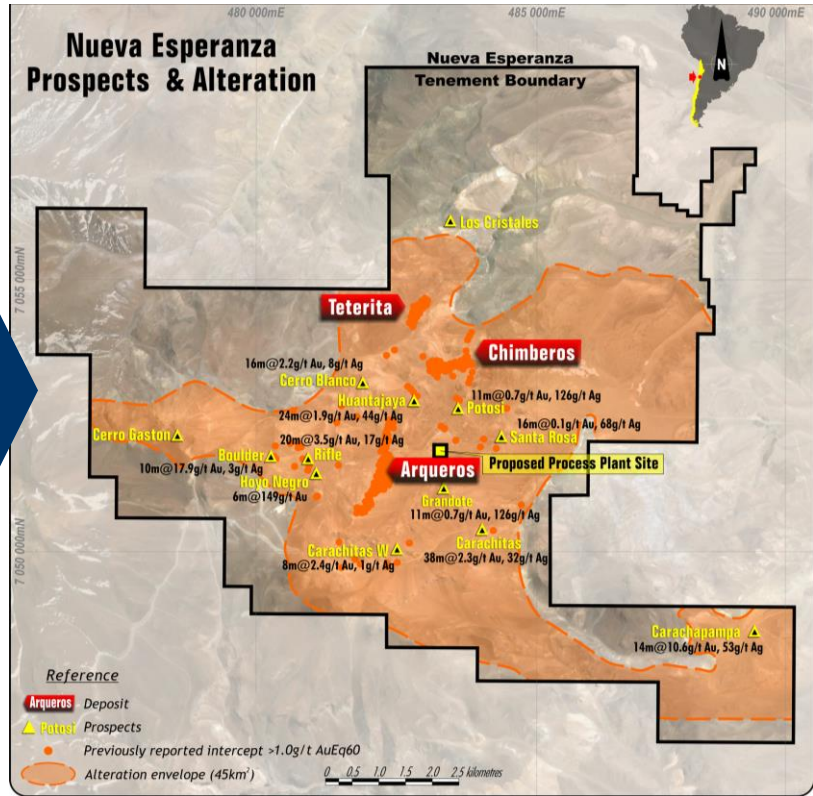 480 000mE
485 000mE
490 000mE
Nueva Esperanza
Prospects & Alteration
Nueva Esperanza
Tenement Boundary
N
7 055 000mN
7 050 000mN
Los Cristales
Teterita
Chimberos
16m@2.2g/t Au, 8g/t Ag
Cerro Blanco
Huantajaya
11m@0.7g/t Au, 126g/t Ag
Potosi
24m@1.9g/t Au, 44g/t Ag
16m@0.1g/t Au, 68g/t Ag
Cerro Gaston
20m@3.5g/t Au, 17g/t Ag
Santa Rosa
Boulder
Rifle
Proposed Process Plant Site
10m@17.9g/t Au, 3g/t Ag
Arqueros
Hoyo Negro
6m@149g/t Au
Grandote
11m@0.7g/t Au, 126g/t Ag
Carachitas W
Carachitas
8m@2.4g/t Au, 1g/t Ag
38m@2.3g/t Au, 32g/t Ag
Carachapampa
14m@10.6g/t Au, 53g/t Ag
Reference
Arqueros Deposit
Potosi Prospects
Previously reported intercept >1.0g/t AuEq60
Alteration envelope (45km²)
0 0.5 1.0 1.5 2.0 2.5 kilometres